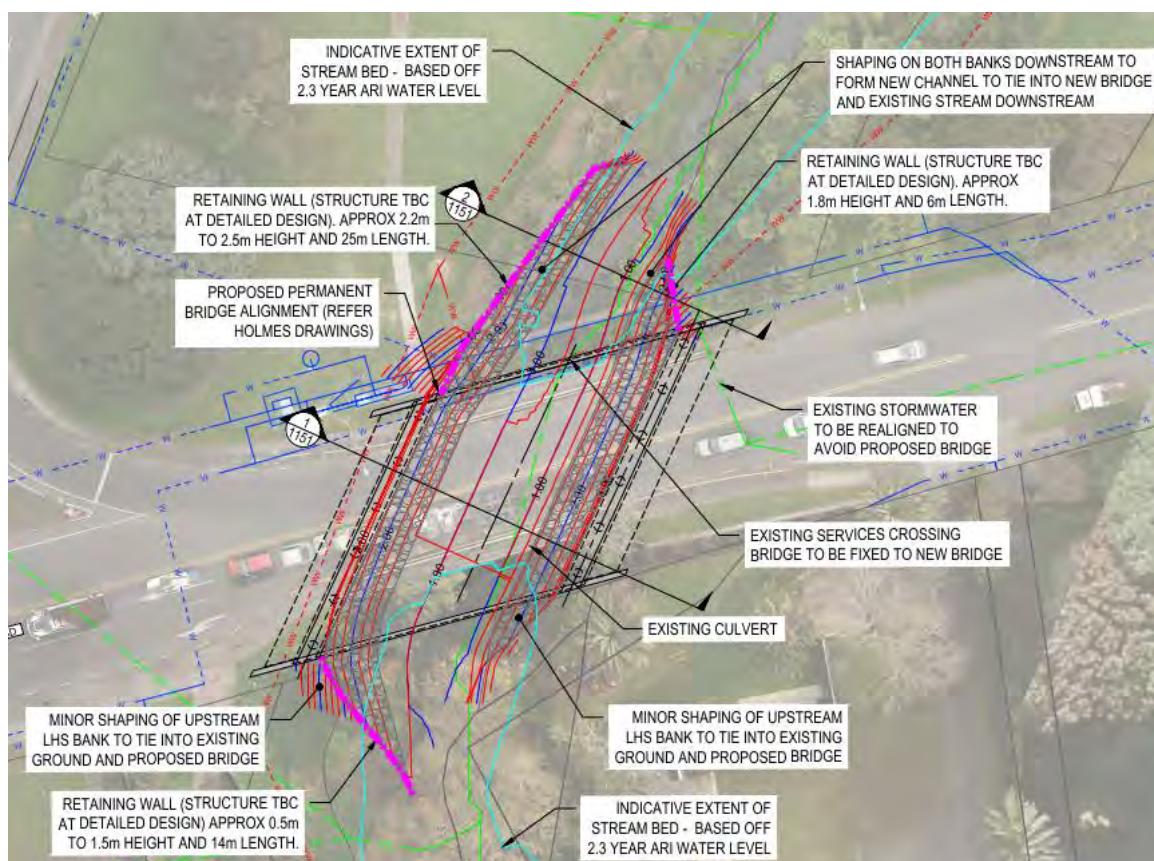 INDICATIVE EXTENT OF
STREAM BED - BASED OFF
2.3 YEAR ARI WATER LEVEL
SHAPING ON BOTH BANKS DOWNSTREAM TO
FORM NEW CHANNEL TO TIE INTO NEW BRIDGE
AND EXISTING STREAM DOWNSTREAM
RETAINING WALL (STRUCTURE TBC
AT DETAILED DESIGN). APPROX
1.8m HEIGHT AND 6m LENGTH.
RETAINING WALL (STRUCTURE TBC
AT DETAILED DESIGN). APPROX 2.2m
TO 2.5m HEIGHT AND 25m LENGTH.
2
1151
PROPOSED PERMANENT
BRIDGE ALIGNMENT (REFER
HOLMES DRAWINGS)
1
1151
EXISTING STORMWATER
TO BE REALIGNED TO
AVOID PROPOSED BRIDGE
EXISTING SERVICES CROSSING
BRIDGE TO BE FIXED TO NEW BRIDGE
EXISTING CULVERT
MINOR SHAPING OF UPSTREAM
LHS BANK TO TIE INTO EXISTING
GROUND AND PROPOSED BRIDGE
MINOR SHAPING OF UPSTREAM
LHS BANK TO TIE INTO EXISTING
GROUND AND PROPOSED BRIDGE
RETAINING WALL (STRUCTURE TBC
AT DETAILED DESIGN) APPROX 0.5m
TO 1.5m HEIGHT AND 14m LENGTH.
INDICATIVE EXTENT OF
STREAM BED - BASED OFF
2.3 YEAR ARI WATER LEVEL